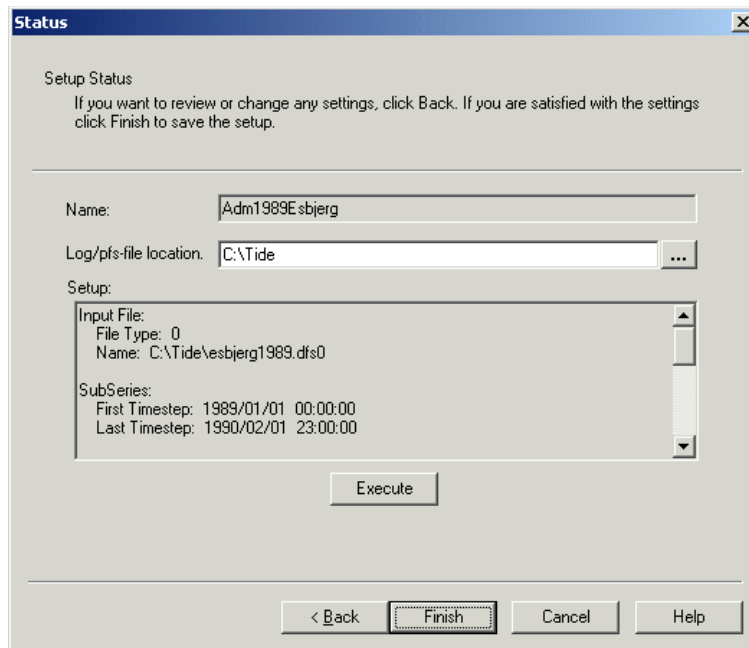 Status
Setup Status
If you want to review or change any settings, click Back. If you are satisfied with the settings
click Finish to save the setup.
Name:
Adm1989Esbjerg
Log/pfs-file location.
C:\Tide
...
Setup:
Input File:
File Type: 0
Name: C:\Tide\esbjerg1989.dfs0
SubSeries:
First Timestep: 1989/01/01 00:00:00
Last Timestep: 1990/02/01 23:00:00
Execute
< Back
Finish
Cancel
Help